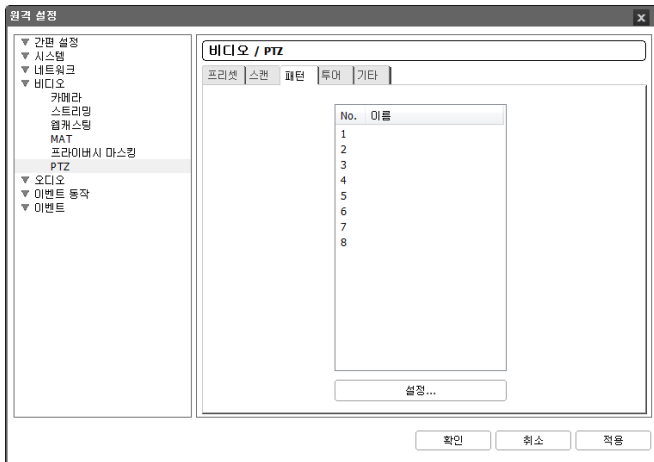 원격 설정
x
▼ 간편 설정
▼ 시스템
▼ 네트워크
▼ 비디오
카메라
스트리밍
웹캐스팅
MAT
프라이버시 마스킹
PTZ
▼ 오디오
▼ 이벤트 동작
▼ 이벤트
비디오 / PTZ
프리셋 스캔 패턴 투어 기타
No. 이름
1
2
3
4
5
6
7
8
설정...
확인 취소 적용